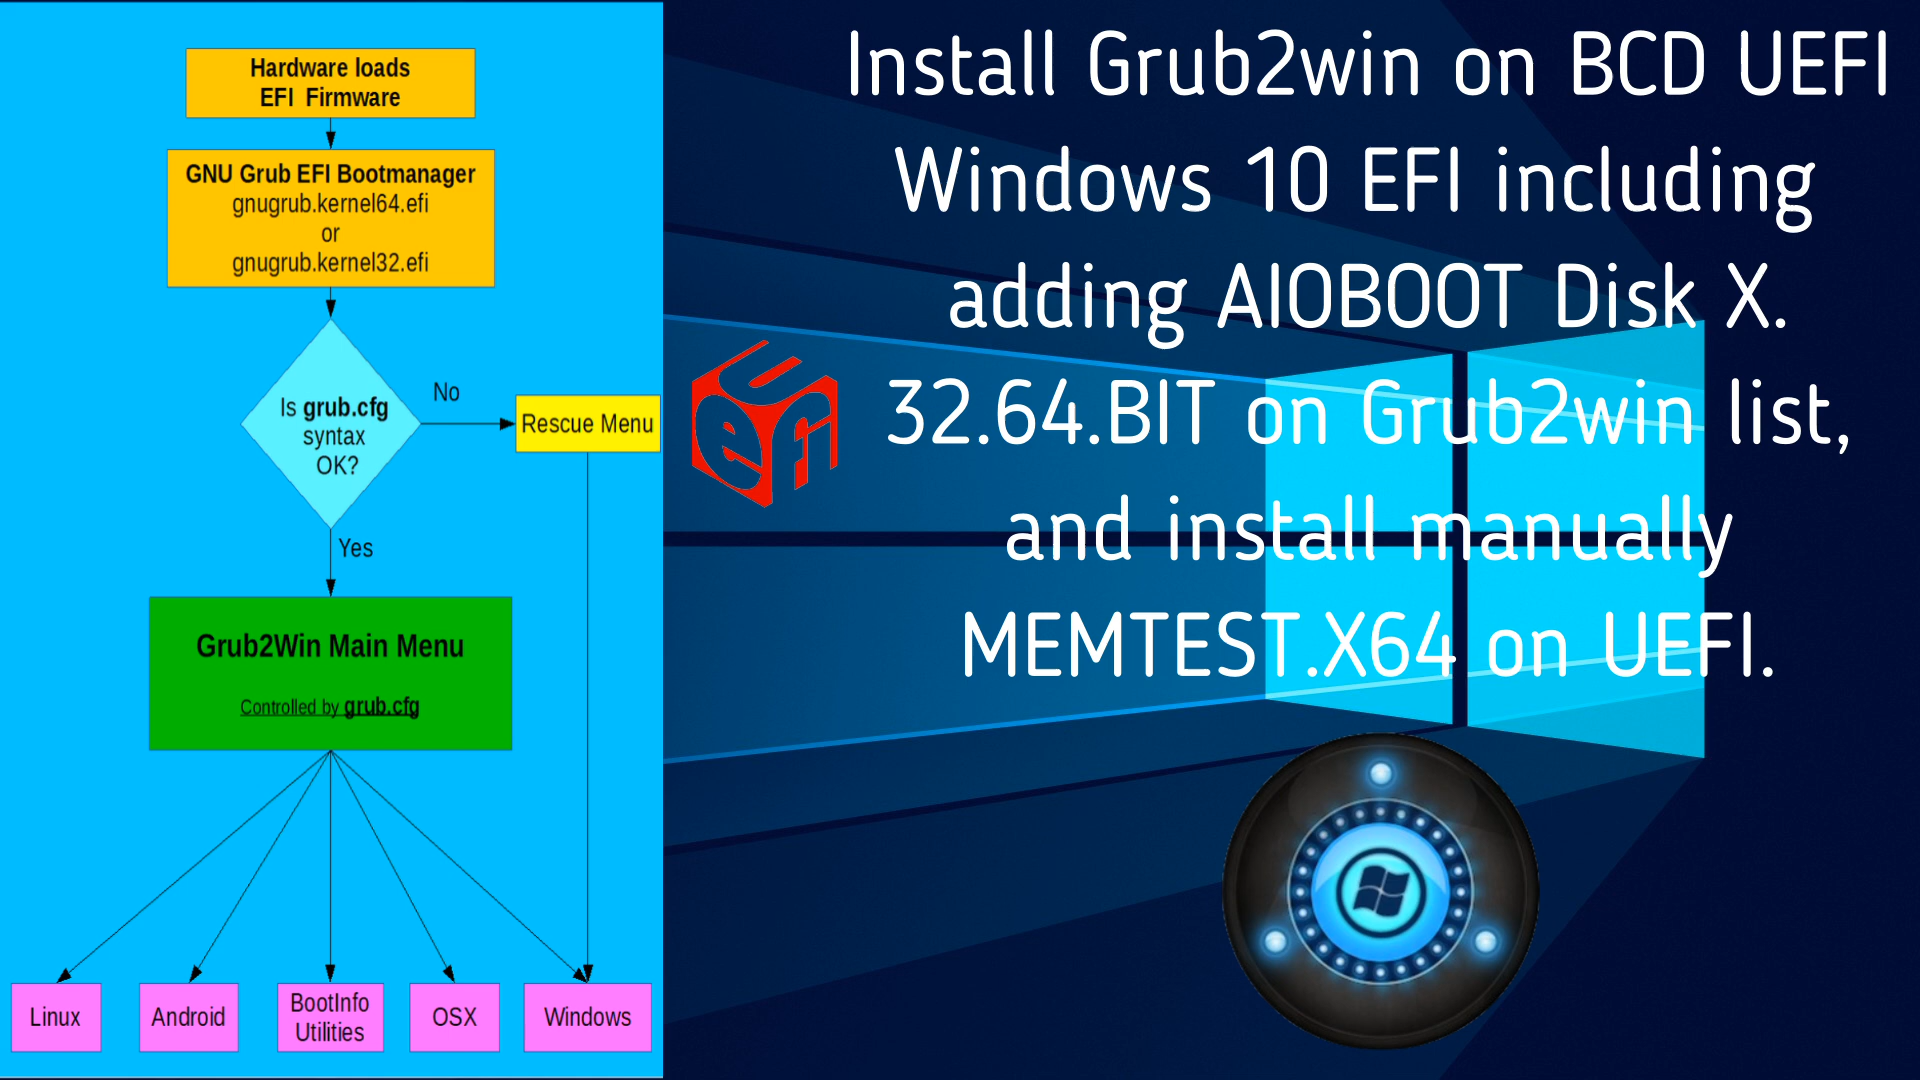 Hardware loads
EFI Firmware
GNU Grub EFI Bootmanager
gnugrub.kernel64.efi
or
gnugrub.kernel32.efi
Is grub.cfg
syntax
OK?
No
Rescue Menu
Yes
Grub2Win Main Menu
Controlled by grub.cfg
Linux
Android
BootInfo
Utilities
OSX
Windows
UEFI
Install Grub2win on BCD UEFI
Windows 10 EFI including
adding AIOBOOT Disk X.
32.64.BIT on Grub2win list,
and install manually
MEMTEST.X64 on UEFI.